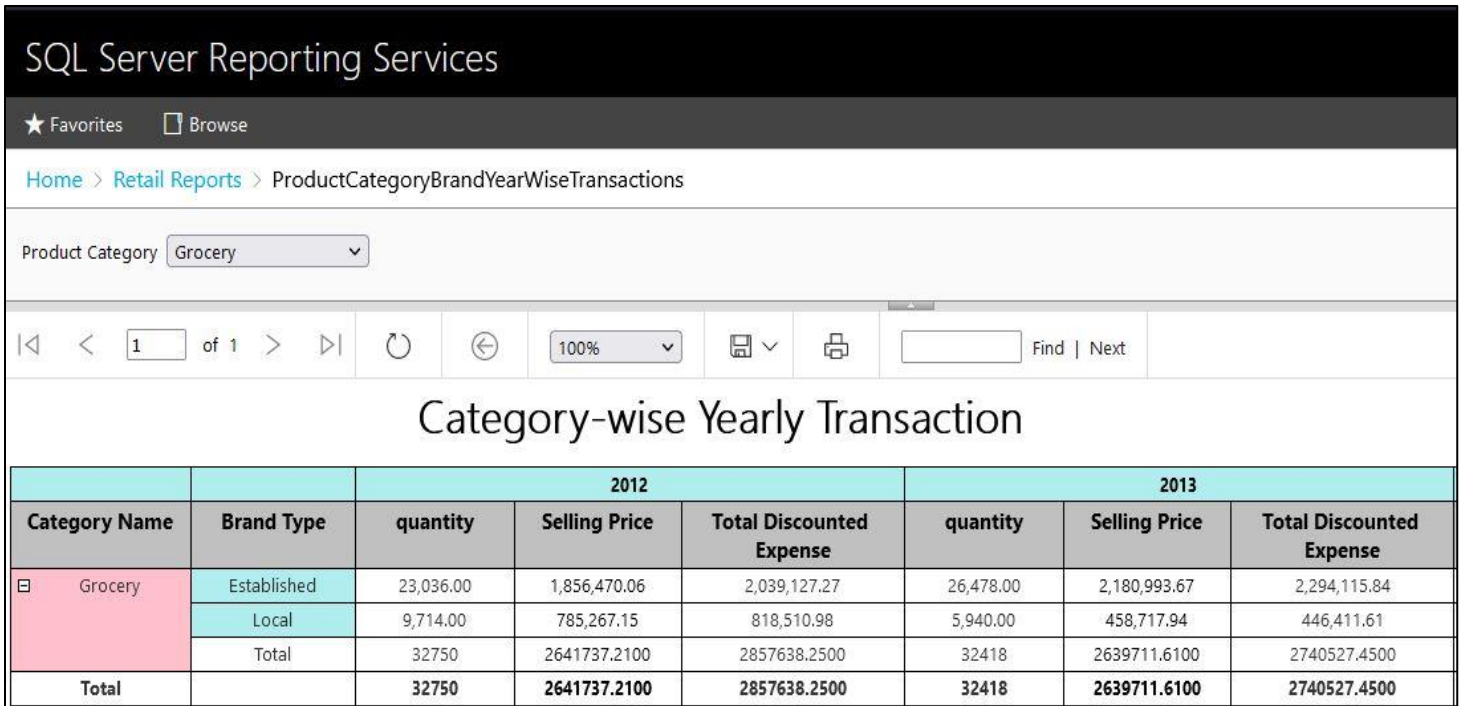 SQL Server Reporting Services
Favorites Browse
Home > Retail Reports > ProductCategoryBrandYearWiseTransactions
Product Category Grocery
1 of 1 100% Find | Next
Category-wise Yearly Transaction
2012 2013
Category Name Brand Type quantity Selling Price Total Discounted Expense quantity Selling Price Total Discounted Expense
Grocery Established 23,036.00 1,856,470.06 2,039,127.27 26,478.00 2,180,993.67 2,294,115.84
Local 9,714.00 785,267.15 818,510.98 5,940.00 458,717.94 446,411.61
Total 32750 2641737.2100 2857638.2500 32418 2639711.6100 2740527.4500
Total 32750 2641737.2100 2857638.2500 32418 2639711.6100 2740527.4500